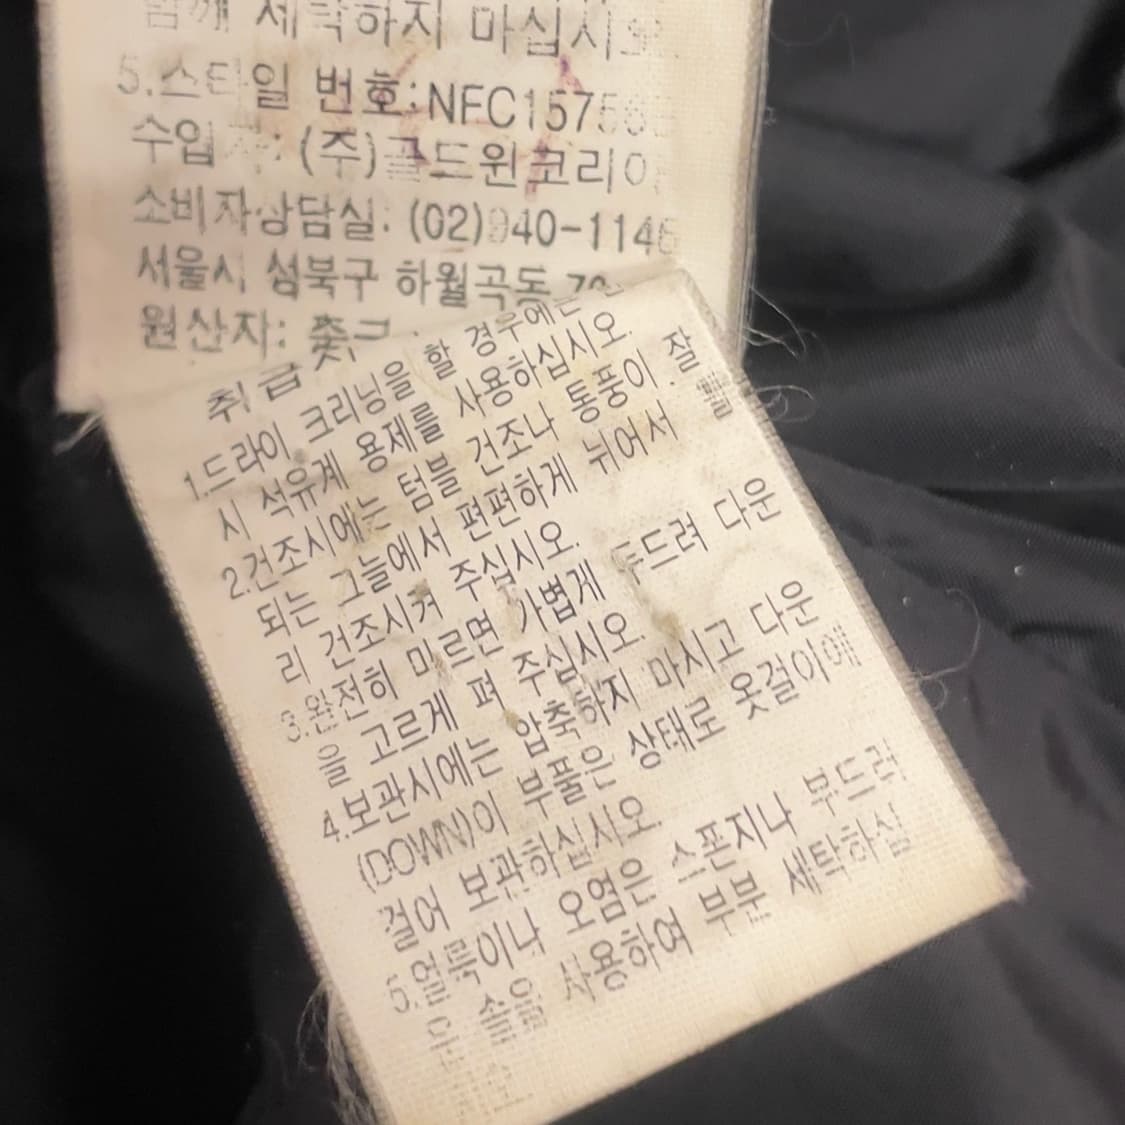 함께 세탁하지 마십시오.
5.스타일 번호:NFC1575
수입 : (주)골드윈코리아
소비자상담실: (02)940-1146
서울시 성북구 하월곡동
원산자:
취급
1.드라이 크리닝을 할 경우에는
시 석유계 용제를 사용하십시오.
2.건조시에는 텀블 건조나 통풍이 잘
되는 그늘에서 편편하게 뉘어서 빨
리 건조시켜 주십시오.
3.완전히 마르면 가볍게 두드려 다운
을 고르게 펴 주십시오.
4.보관시에는 압축하지 마시고 다운
(DOWN)이 부풀은 상태로 옷걸이에
걸어 보관하십시오.
5.얼룩이나 오염은 스폰지나 부드러
운 솔을 사용하여 부분 세탁하십